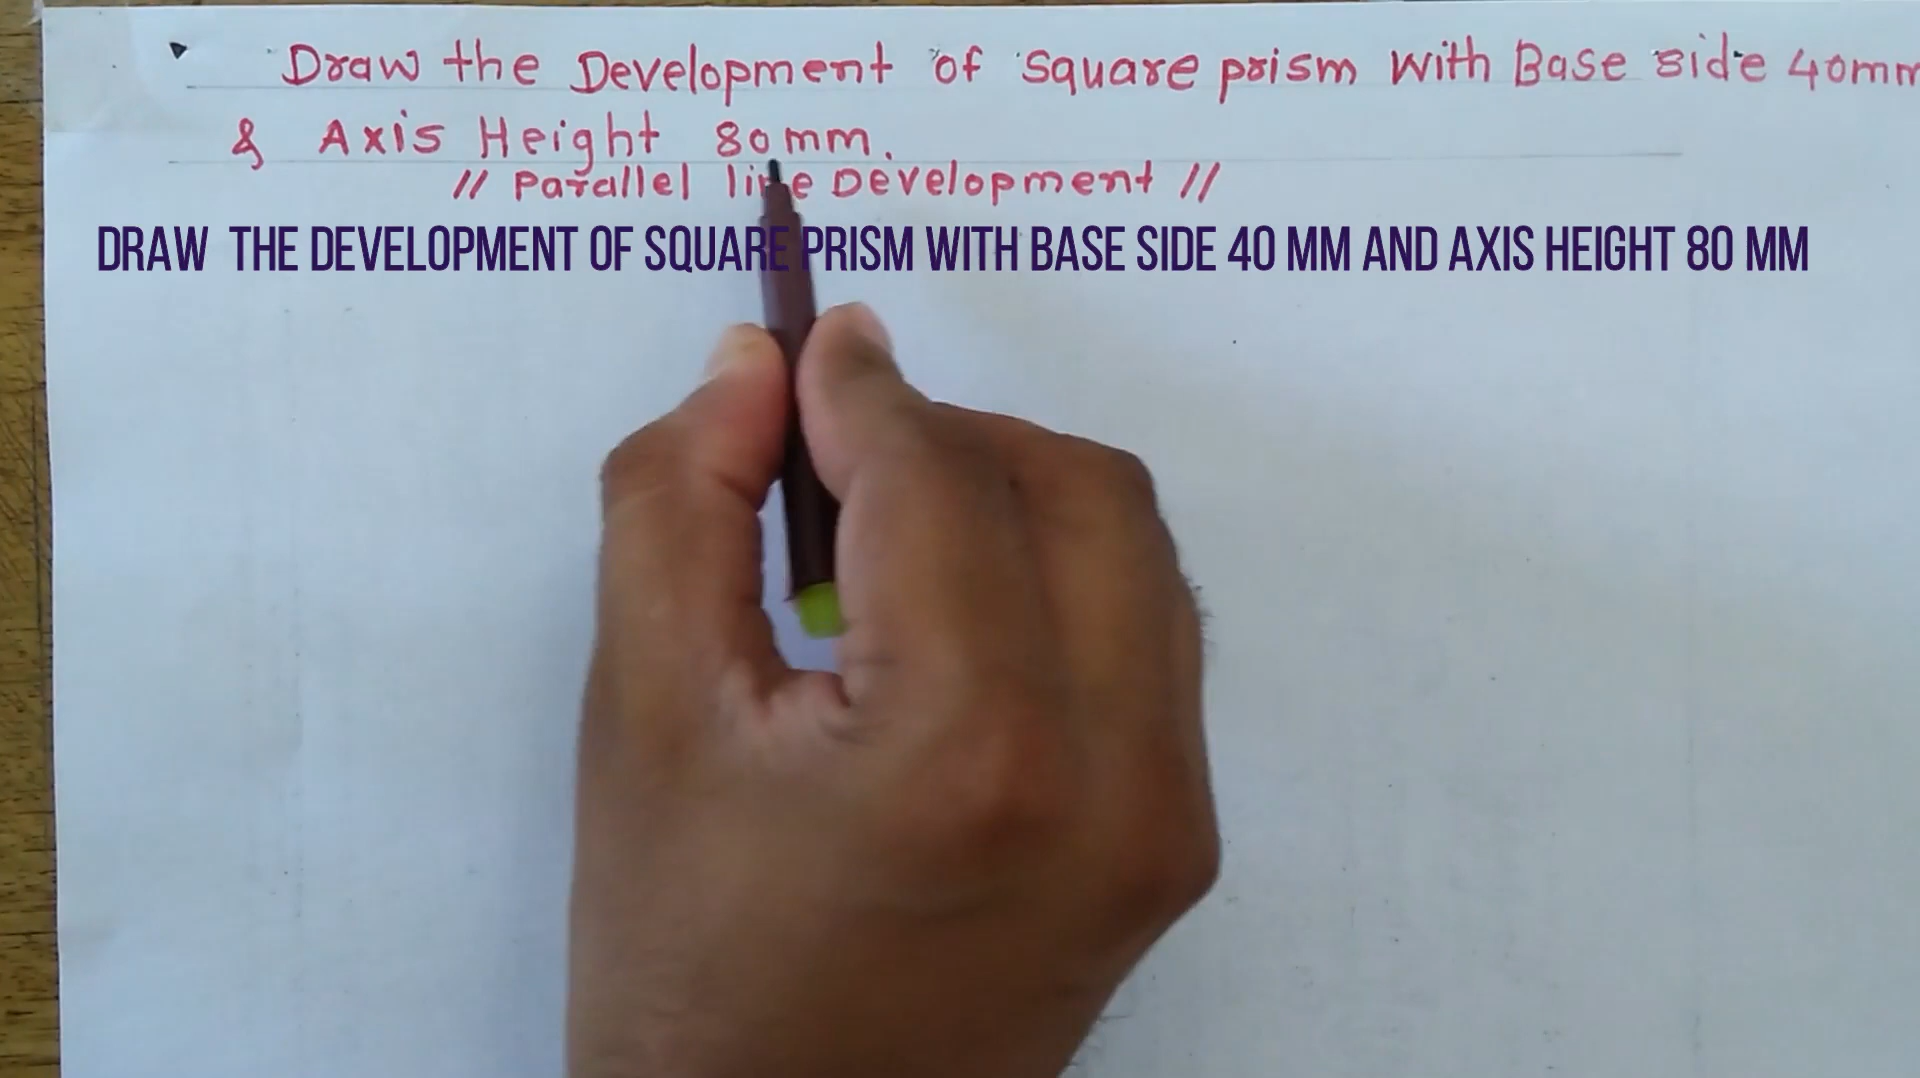 Draw the Development of square prism with Base side 40mm
& Axis Height 80mm.
// Parallel line Development //
DRAW THE DEVELOPMENT OF SQUARE PRISM WITH BASE SIDE 40 MM AND AXIS HEIGHT 80 MM